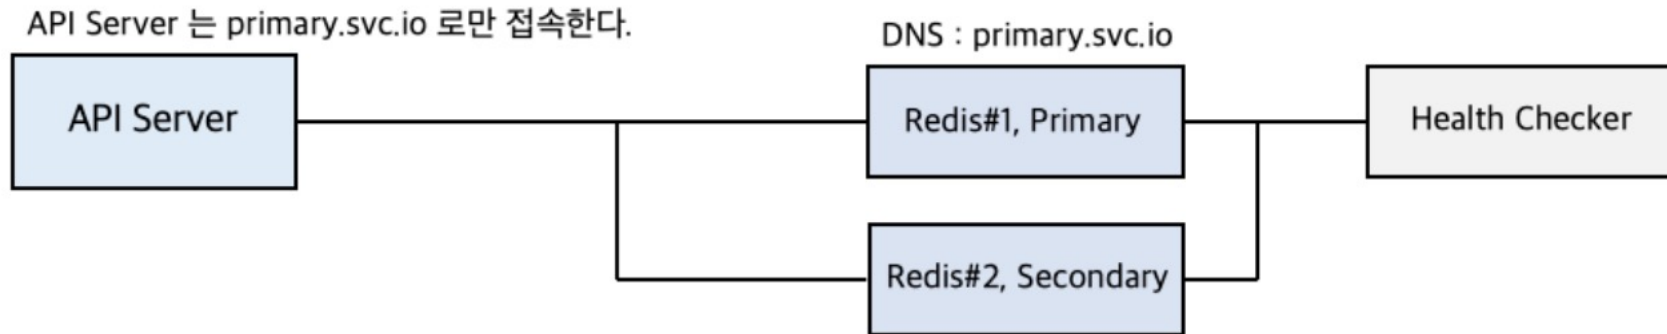 API Server 는 primary.svc.io 로만 접속한다.
DNS : primary.svc.io
API Server
Redis#1, Primary
Health Checker
Redis#2, Secondary